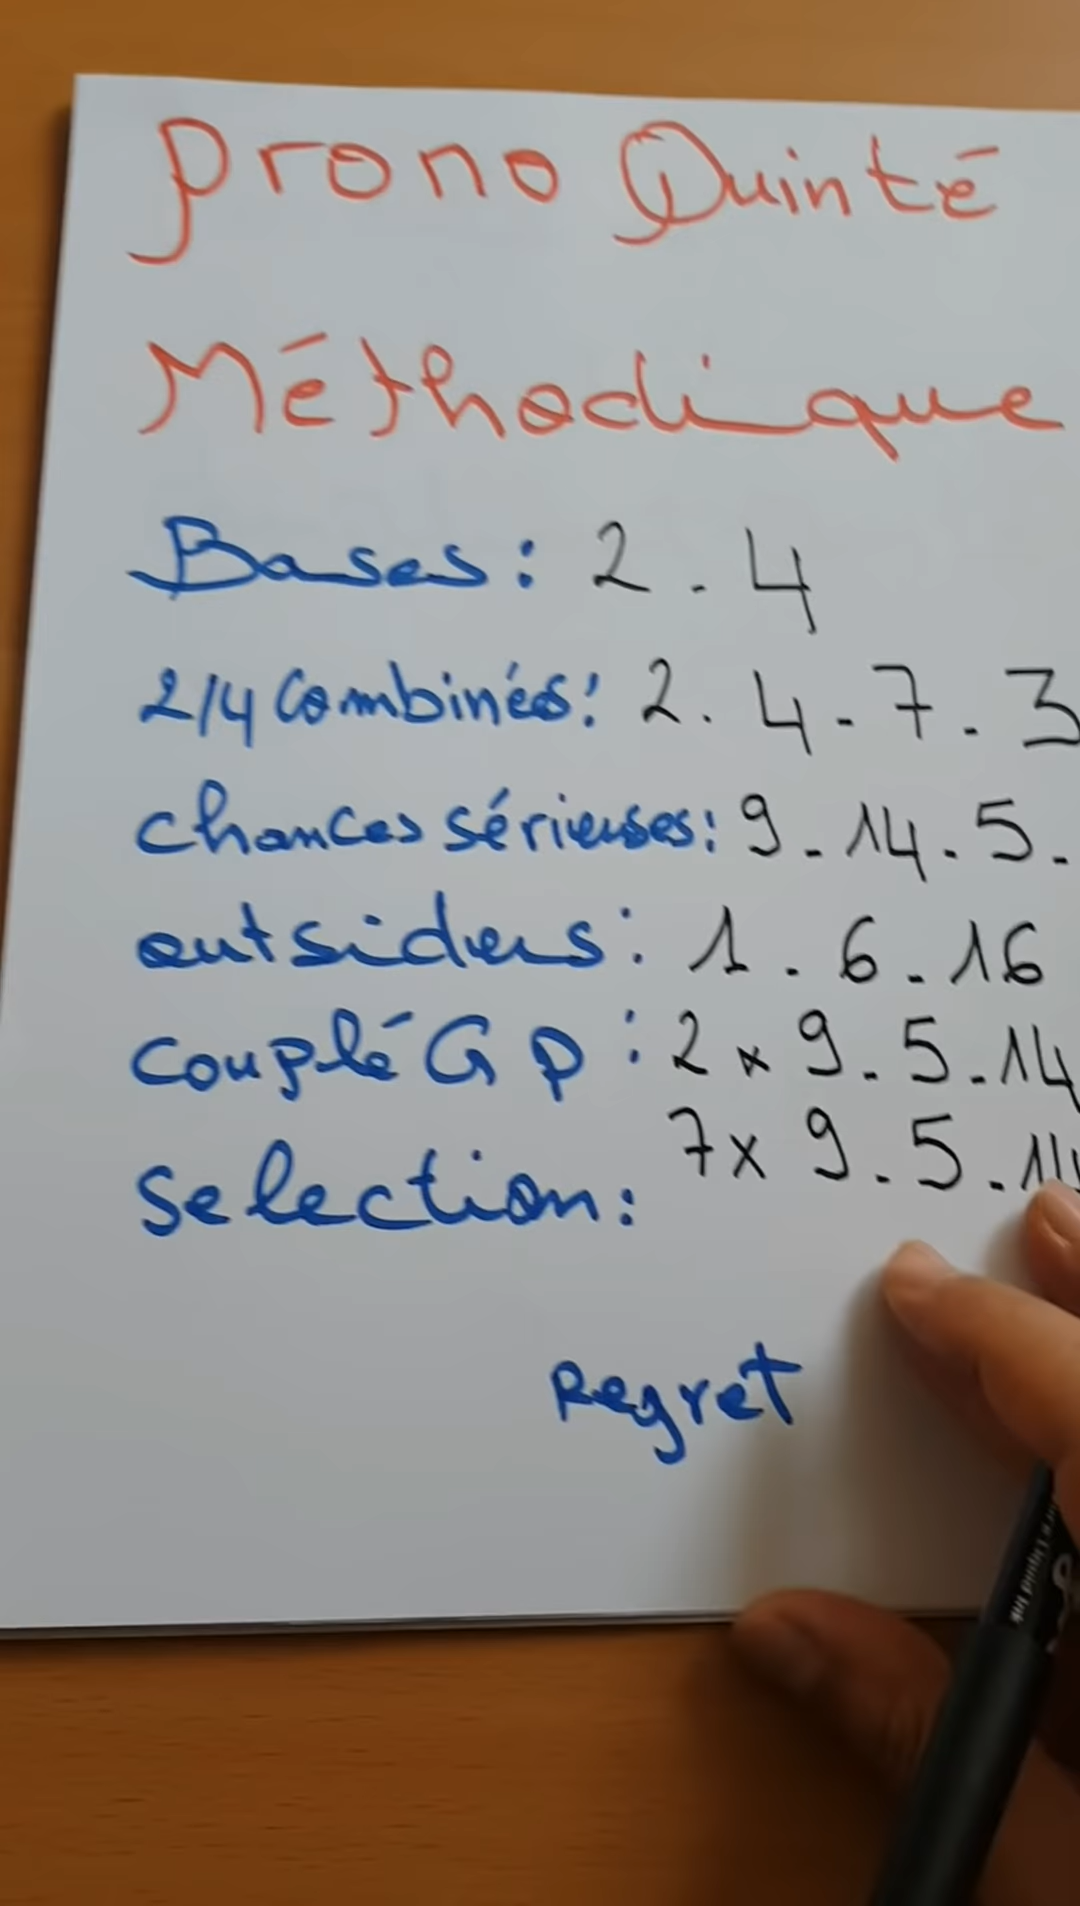 Prono Quinté
Méthodique
Bases : 2 . 4
2/4 Combinés : 2 . 4 - 7 . 3
chances sérieuses : 9 . 14 . 5 .
outsiders : 1 . 6 . 16
couplé G P : 2 x 9 . 5 . 14
7 x 9 . 5 . 14
selection :
Regret